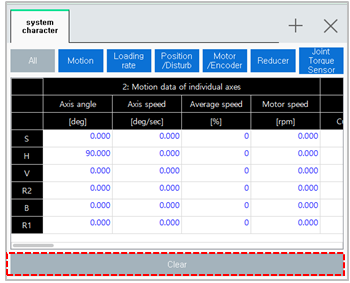 system
character
All
Motion
Loading
rate
Position
/Disturb
Motor
/Encoder
Reducer
Joint
Torque
Sensor
2: Motion data of individual axes
Axis angle Axis speed Average speed Motor speed
[deg] [deg/sec] [%] [rpm]
S 0.000 0.000 0 0.000
H 90.000 0.000 0 0.000
V 0.000 0.000 0 0.000
R2 0.000 0.000 0 0.000
B 0.000 0.000 0 0.000
R1 0.000 0.000 0 0.000
Clear